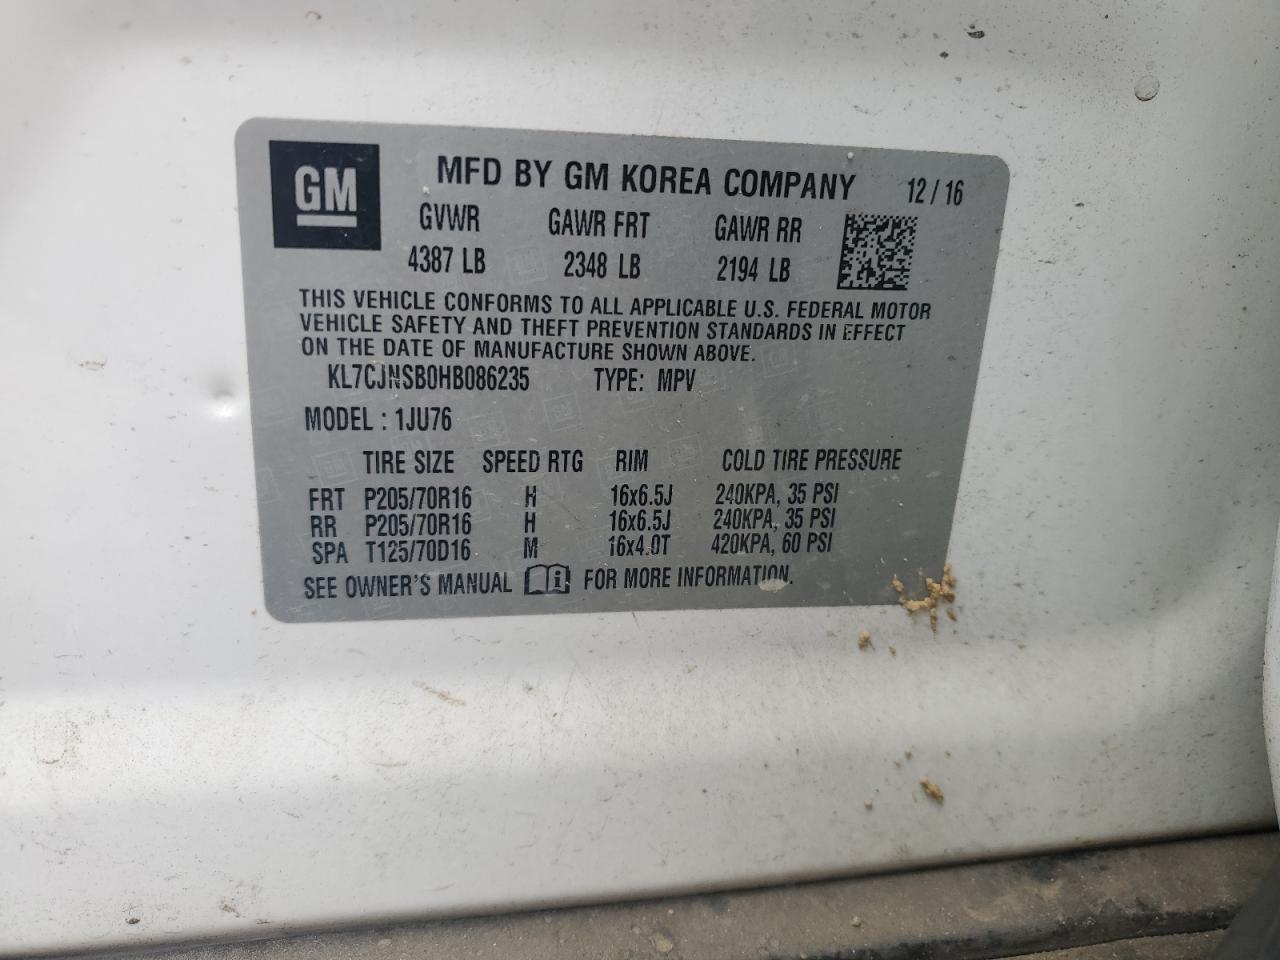 GM
MFD BY GM KOREA COMPANY 12 / 16
GVWR GAWR FRT GAWR RR
4387 LB 2348 LB 2194 LB
THIS VEHICLE CONFORMS TO ALL APPLICABLE U.S. FEDERAL MOTOR
VEHICLE SAFETY AND THEFT PREVENTION STANDARDS IN EFFECT
ON THE DATE OF MANUFACTURE SHOWN ABOVE.
KL7CJNSB0HB086235 TYPE: MPV
MODEL : 1JU76
TIRE SIZE SPEED RTG RIM COLD TIRE PRESSURE
FRT P205/70R16 H 16x6.5J 240KPA, 35 PSI
RR P205/70R16 H 16x6.5J 240KPA, 35 PSI
SPA T125/70D16 M 16x4.0T 420KPA, 60 PSI
SEE OWNER'S MANUAL i FOR MORE INFORMATION.